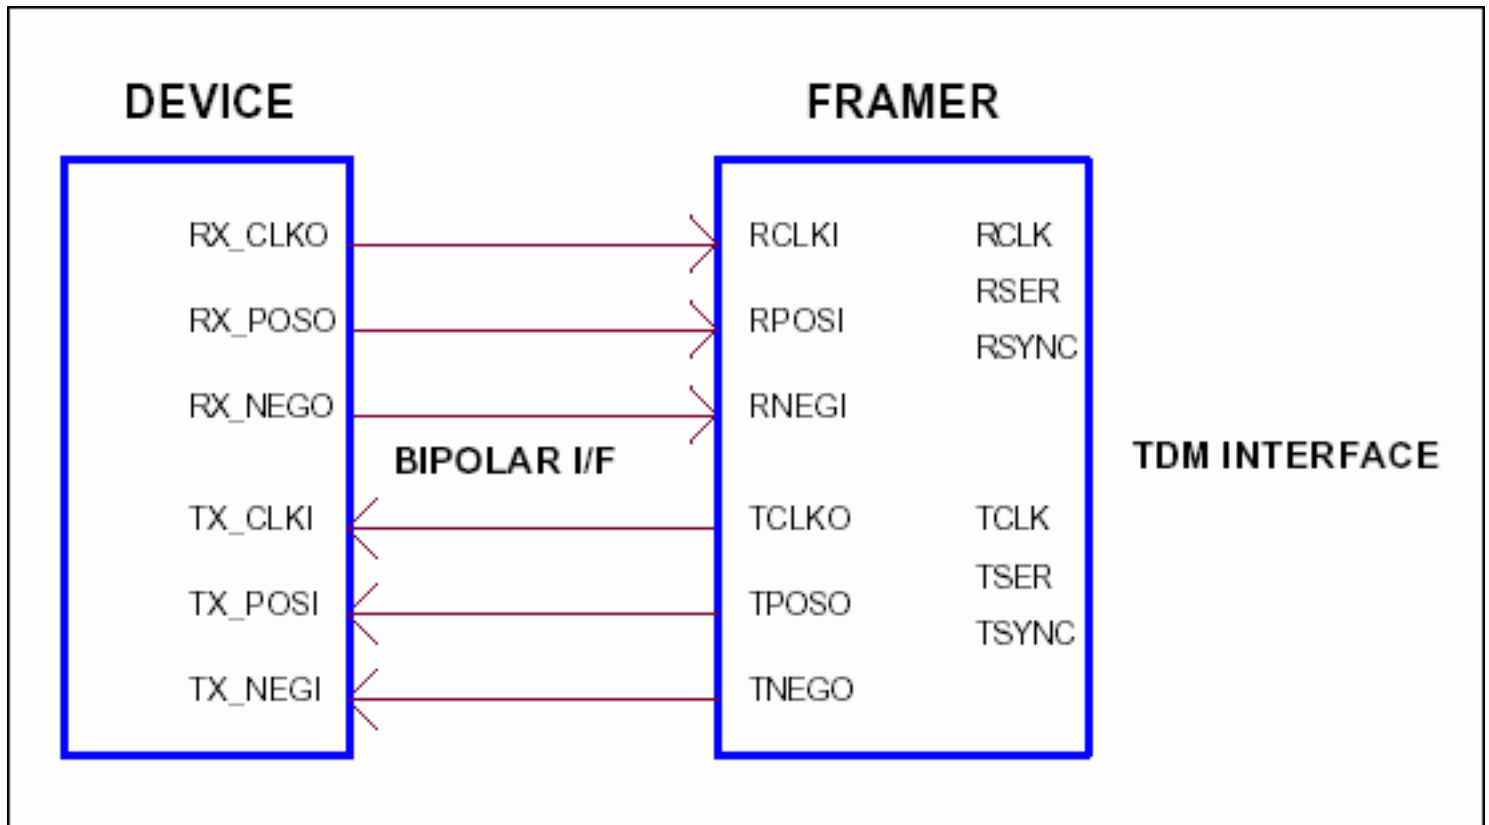 DEVICE
FRAMER
RX_CLKO
RX_POSO
RX_NEGO
BIPOLAR I/F
TX_CLKI
TX_POSI
TX_NEGI
RCLKI
RPOSI
RNEGI
TCLKO
TPOSO
TNEGO
RCLK
RSER
RSYNC
TCLK
TSER
TSYNC
TDM INTERFACE